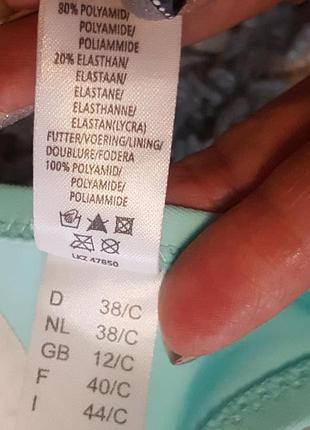 80% POLYAMID/
POLYAMIDE/
POLIAMMIDE
20% ELASTHAN/
ELASTAAN/
ELASTANE/
ELASTHANNE/
ELASTAN(LYCRA)
FUTTER/VOERING/LINING/
DOUBLURE/FODERA
100% POLYAMID/
POLYAMIDE/
POLIAMMIDE
LKZ 47850
D 38/C
NL 38/C
GB 12/C
F 40/C
I 44/C